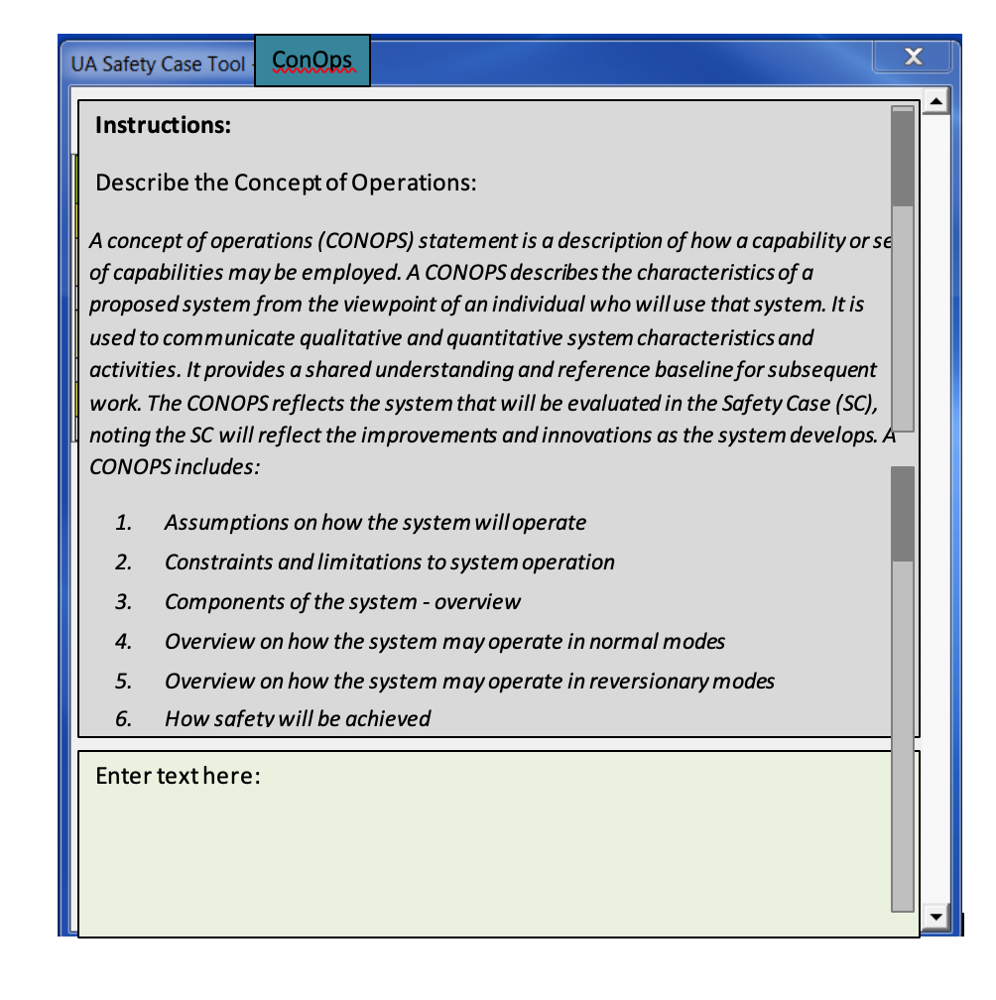 UA Safety Case Tool - ConOps
X
Instructions:
Describe the Concept of Operations:
A concept of operations (CONOPS) statement is a description of how a capability or se
of capabilities may be employed. A CONOPS describes the characteristics of a
proposed system from the viewpoint of an individual who will use that system. It is
used to communicate qualitative and quantitative system characteristics and
activities. It provides a shared understanding and reference baseline for subsequent
work. The CONOPS reflects the system that will be evaluated in the Safety Case (SC),
noting the SC will reflect the improvements and innovations as the system develops. A
CONOPS includes:
1. Assumptions on how the system will operate
2. Constraints and limitations to system operation
3. Components of the system - overview
4. Overview on how the system may operate in normal modes
5. Overview on how the system may operate in reversionary modes
6. How safety will be achieved
Enter text here: